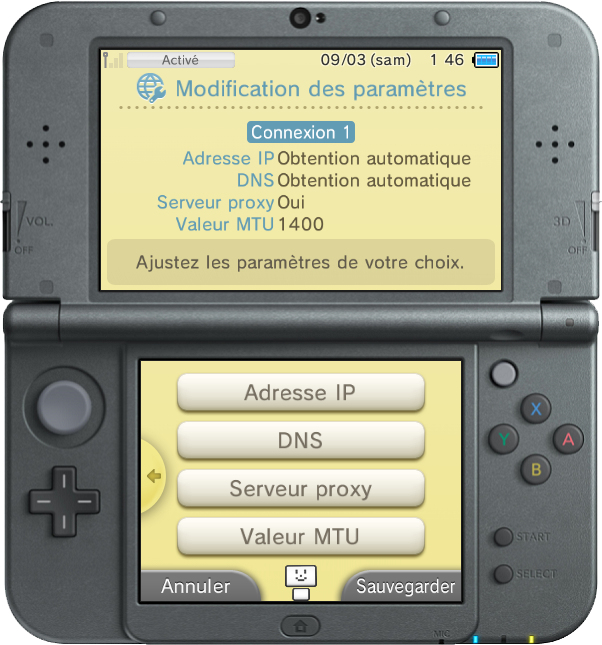 Activé 09/03 (sam) 1 46
Modification des paramètres
Connexion 1
Adresse IP Obtention automatique
DNS Obtention automatique
Serveur proxy Oui
Valeur MTU 1400
Ajustez les paramètres de votre choix.
VOL.
OFF
3D
OFF
Adresse IP
DNS
Serveur proxy
Valeur MTU
Annuler
Sauvegarder
X
Y
A
B
START
SELECT
MIC